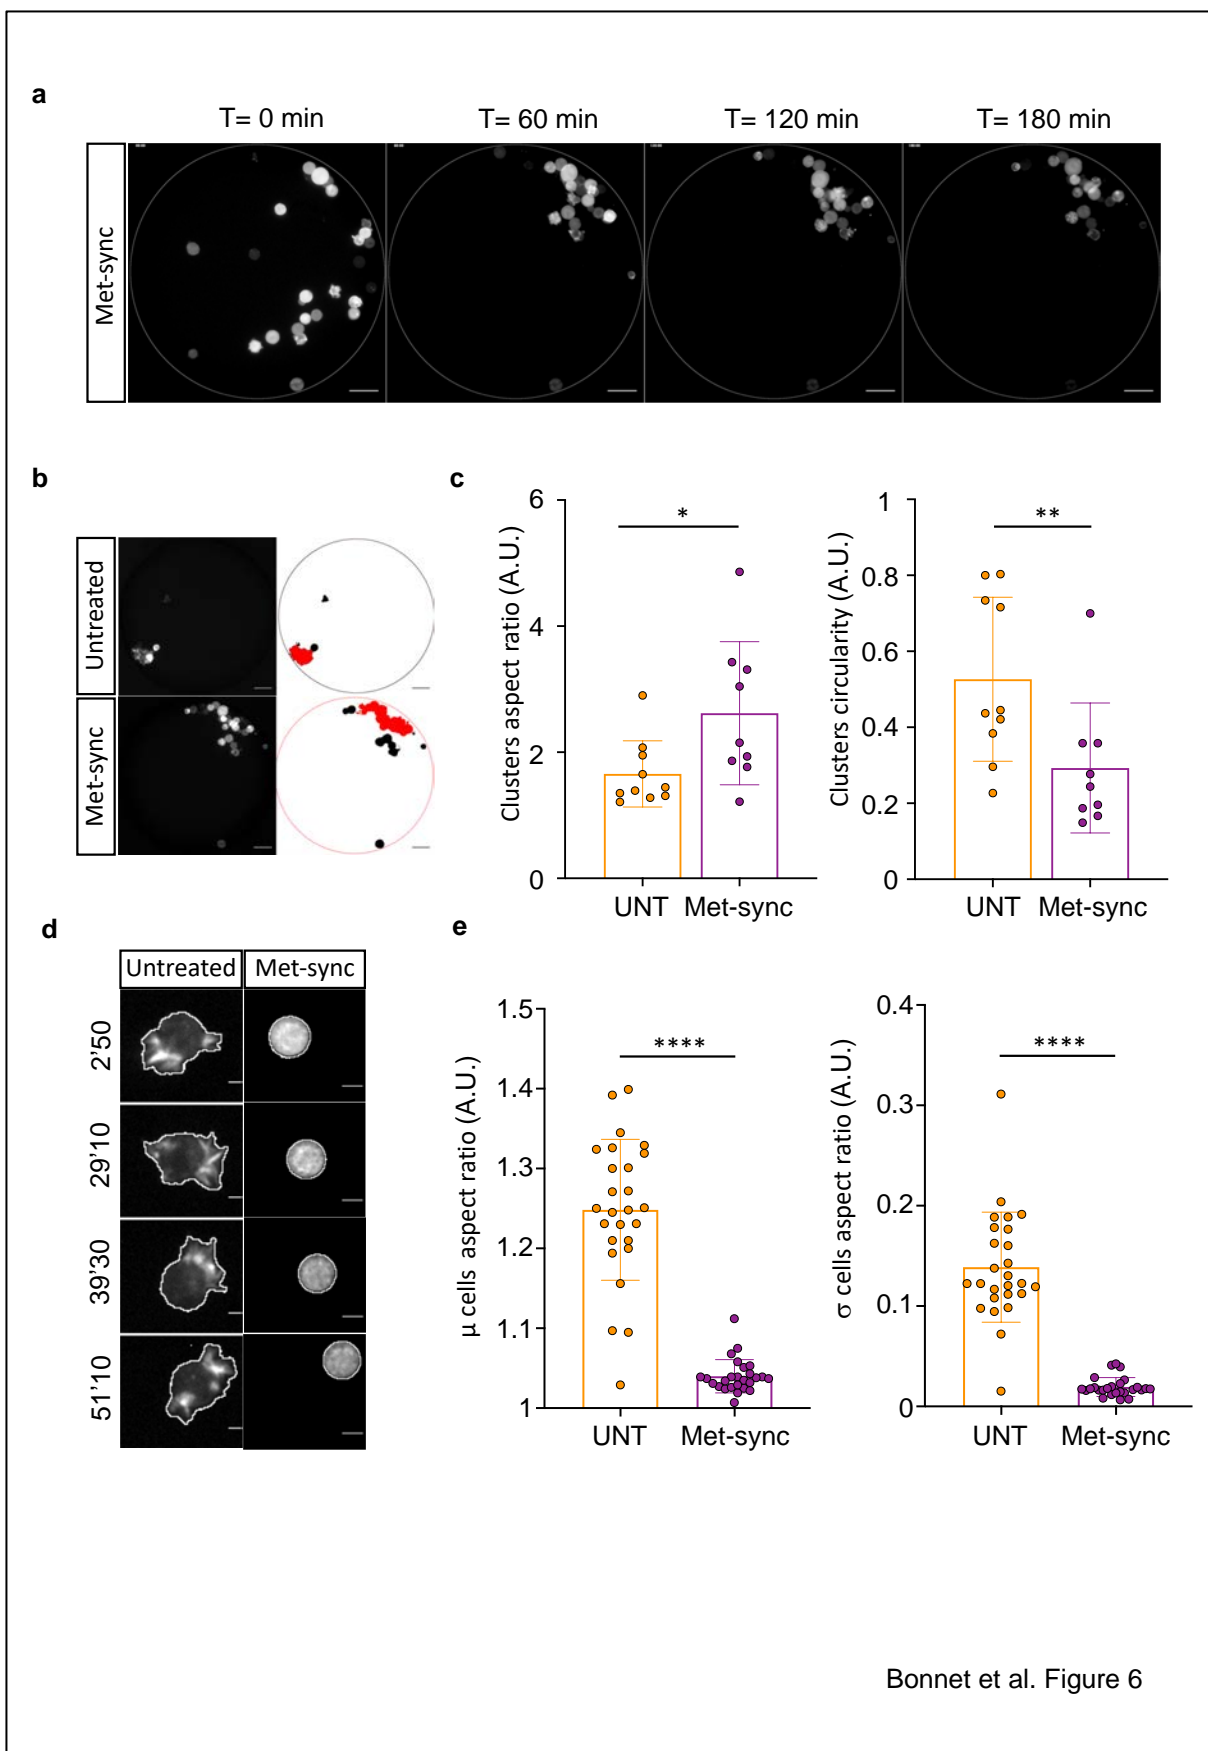 a
T= 0 min
T= 60 min
T= 120 min
T= 180 min
Met-sync
b
Untreated
Met-sync
c
Clusters aspect ratio (A.U.)
6
4
2
0
*
UNT
Met-sync
Clusters circularity (A.U.)
1
0.8
0.6
0.4
0.2
0
**
UNT
Met-sync
d
Untreated
Met-sync
2’50
29’10
39’30
51’10
e
µ cells aspect ratio (A.U.)
1.5
1.4
1.3
1.2
1.1
1
****
UNT
Met-sync
σ cells aspect ratio (A.U.)
0.4
0.3
0.2
0.1
0
****
UNT
Met-sync
Bonnet et al. Figure 6